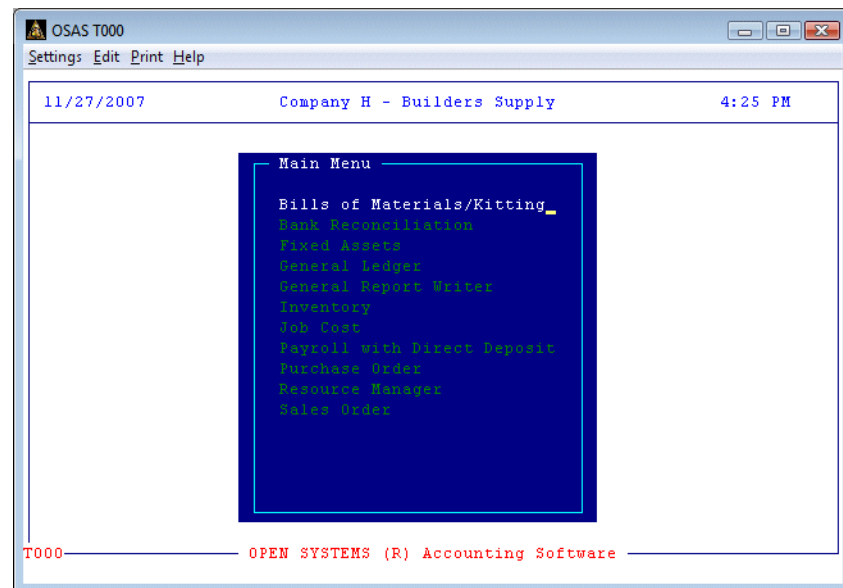 OSAS T000
Settings Edit Print Help
11/27/2007 Company H - Builders Supply 4:25 PM
Main Menu
Bills of Materials/Kitting
Bank Reconciliation
Fixed Assets
General Ledger
General Report Writer
Inventory
Job Cost
Payroll with Direct Deposit
Purchase Order
Resource Manager
Sales Order
T000 OPEN SYSTEMS (R) Accounting Software